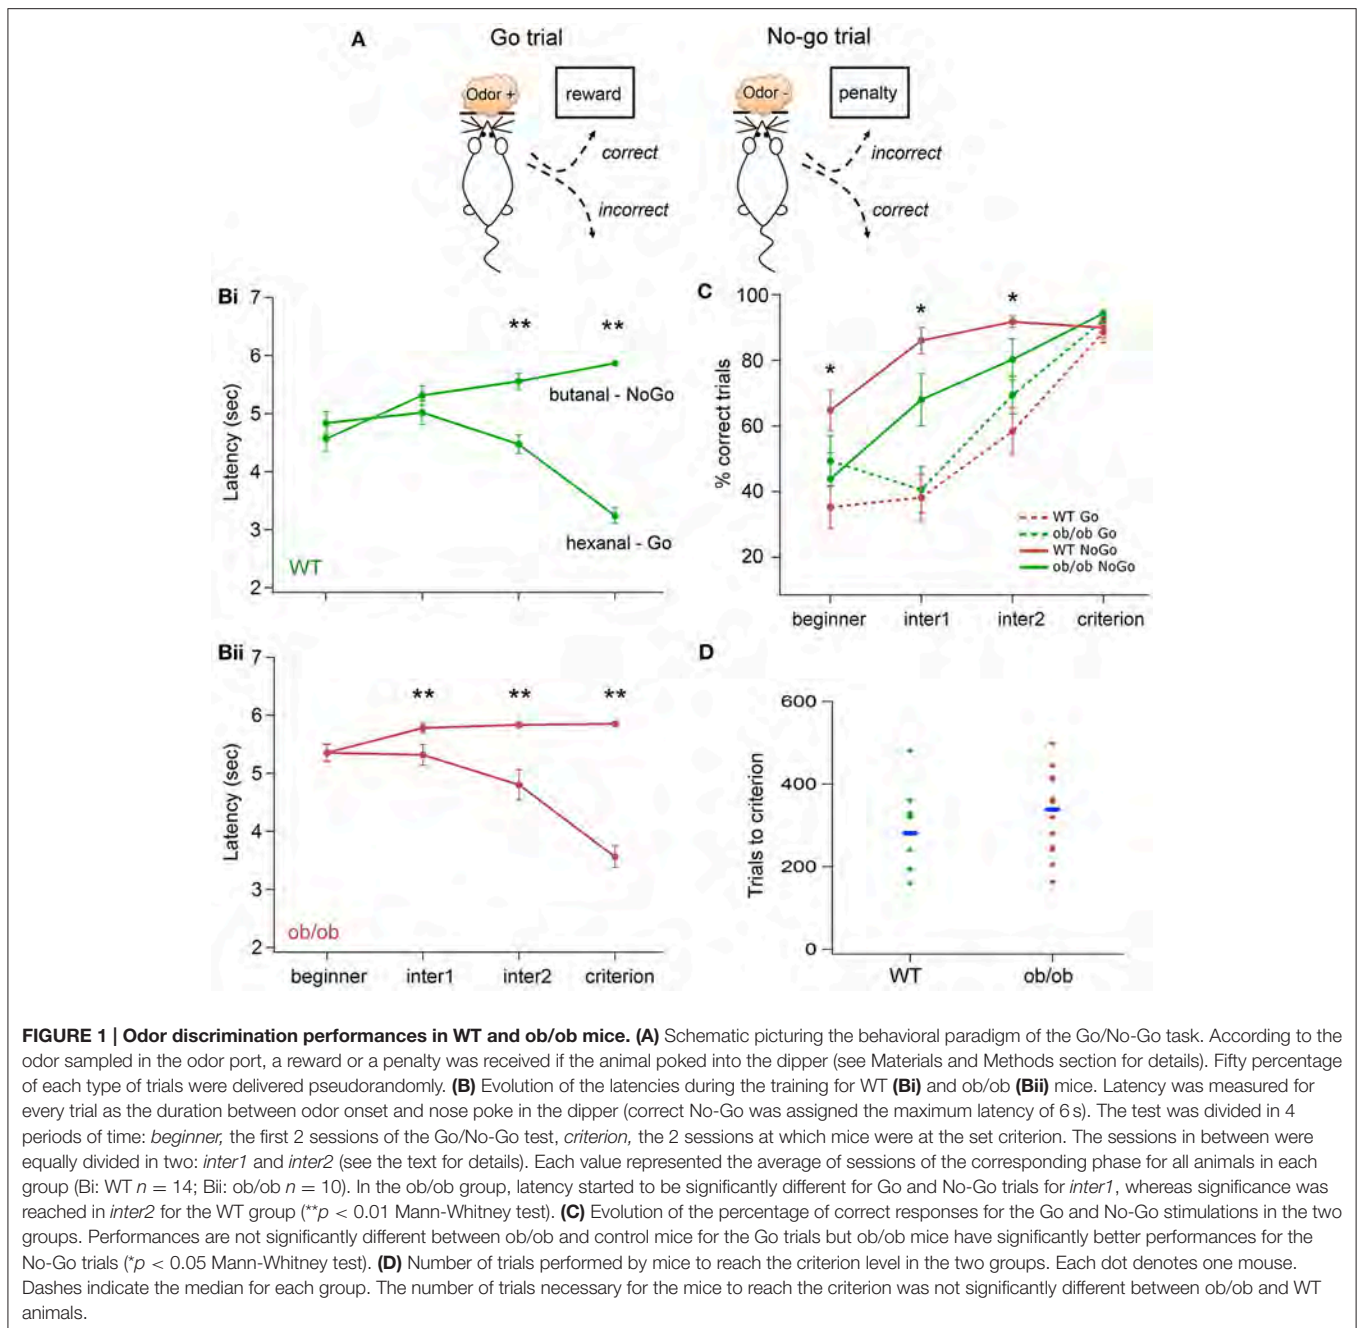 A
Go trial
No-go trial
Odor +
reward
Odor -
penalty
correct
incorrect
incorrect
correct
Bi
7
6
5
4
3
2
Latency (sec)
**
**
butanal - NoGo
hexanal - Go
WT
C
100
80
60
40
20
% correct trials
*
*
*
WT Go
ob/ob Go
WT NoGo
ob/ob NoGo
beginner
inter1
inter2
criterion
Bii
7
6
5
4
3
2
Latency (sec)
**
**
**
ob/ob
beginner
inter1
inter2
criterion
D
600
400
200
0
Trials to criterion
WT
ob/ob
FIGURE 1 | Odor discrimination performances in WT and ob/ob mice. (A) Schematic picturing the behavioral paradigm of the Go/No-Go task. According to the
odor sampled in the odor port, a reward or a penalty was received if the animal poked into the dipper (see Materials and Methods section for details). Fifty percentage
of each type of trials were delivered pseudorandomly. (B) Evolution of the latencies during the training for WT (Bi) and ob/ob (Bii) mice. Latency was measured for
every trial as the duration between odor onset and nose poke in the dipper (correct No-Go was assigned the maximum latency of 6 s). The test was divided in 4
periods of time: beginner, the first 2 sessions of the Go/No-Go test, criterion, the 2 sessions at which mice were at the set criterion. The sessions in between were
equally divided in two: inter1 and inter2 (see the text for details). Each value represented the average of sessions of the corresponding phase for all animals in each
group (Bi: WT n = 14; Bii: ob/ob n = 10). In the ob/ob group, latency started to be significantly different for Go and No-Go trials for inter1, whereas significance was
reached in inter2 for the WT group (**p < 0.01 Mann-Whitney test). (C) Evolution of the percentage of correct responses for the Go and No-Go stimulations in the two
groups. Performances are not significantly different between ob/ob and control mice for the Go trials but ob/ob mice have significantly better performances for the
No-Go trials (*p < 0.05 Mann-Whitney test). (D) Number of trials performed by mice to reach the criterion level in the two groups. Each dot denotes one mouse.
Dashes indicate the median for each group. The number of trials necessary for the mice to reach the criterion was not significantly different between ob/ob and WT
animals.